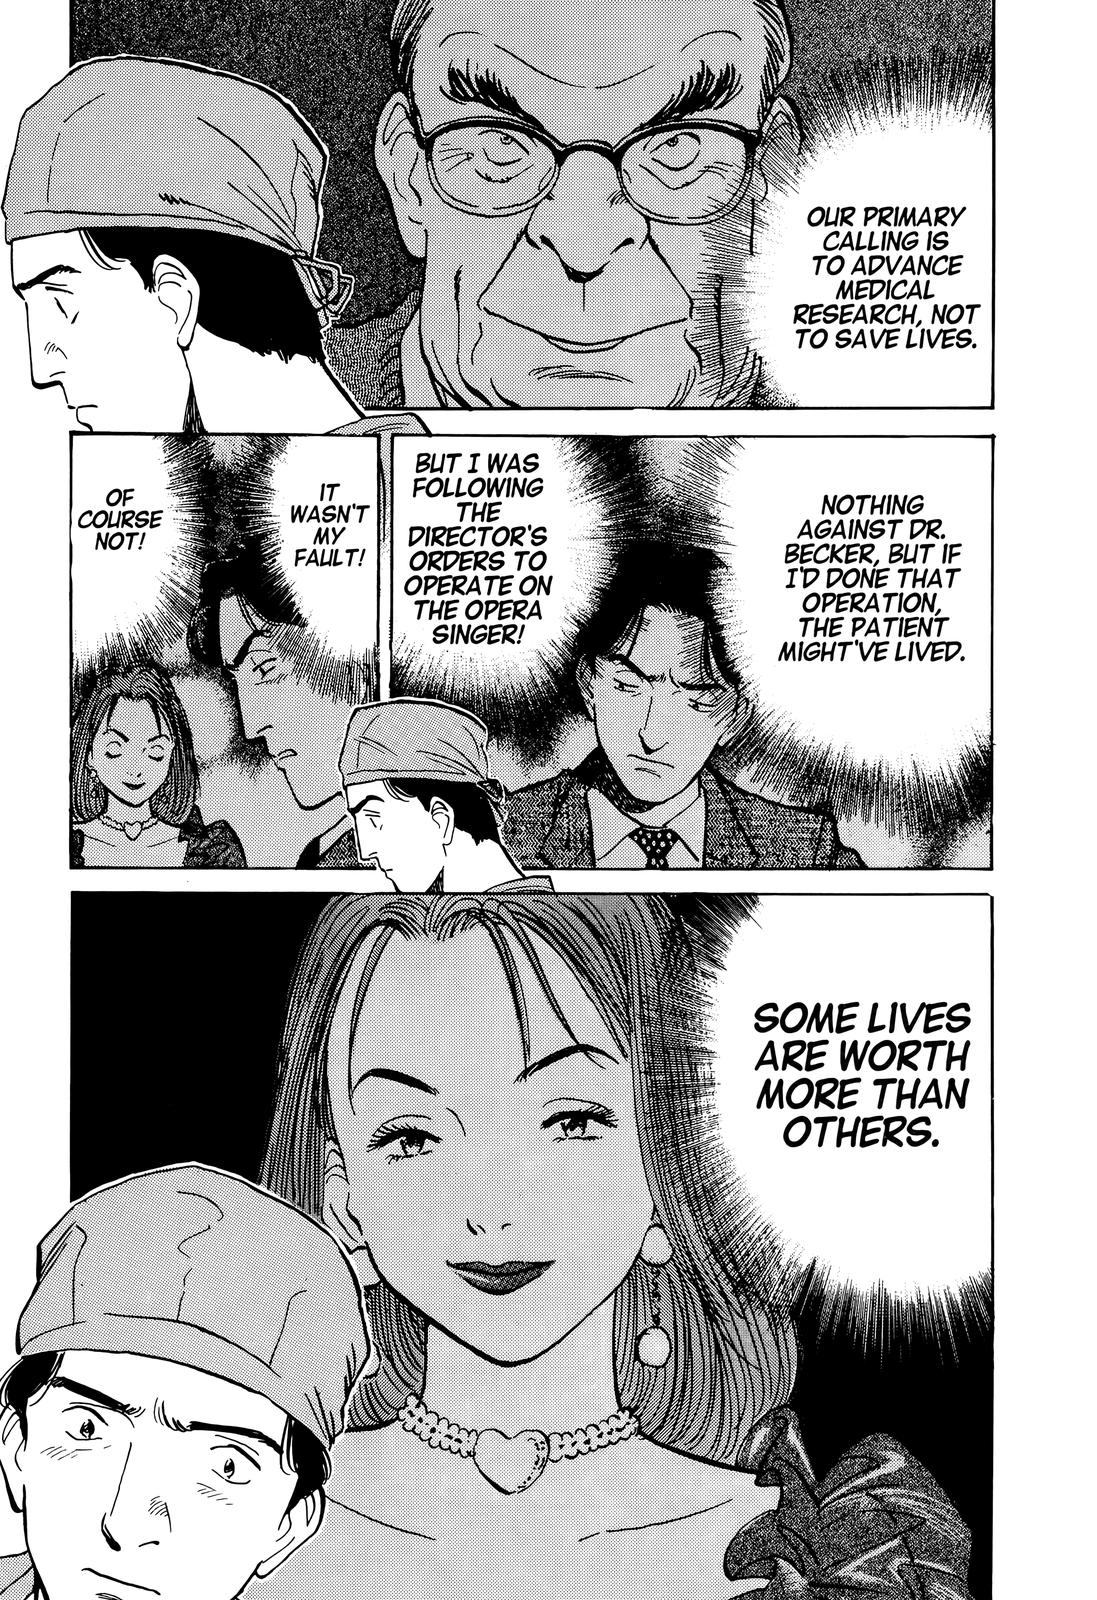 OUR PRIMARY
CALLING IS
TO ADVANCE
MEDICAL
RESEARCH, NOT
TO SAVE LIVES.
NOTHING
AGAINST DR.
BECKER, BUT IF
I'D DONE THAT
OPERATION,
THE PATIENT
MIGHT'VE LIVED.
BUT I WAS
FOLLOWING
THE
DIRECTOR'S
ORDERS TO
OPERATE ON
THE OPERA
SINGER!
IT
WASN'T
MY
FAULT!
OF
COURSE
NOT!
SOME LIVES
ARE WORTH
MORE THAN
OTHERS.